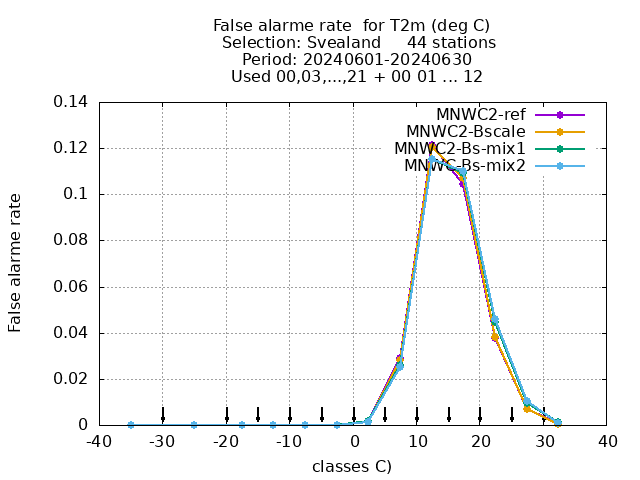 False alarme rate  for T2m (deg C)
Selection: Svealand     44 stations
Period: 20240601-20240630
Used 00,03,...,21 + 00 01 ... 12
0.14
0.12
0.1
0.08
0.06
0.04
0.02
0
False alarme rate
MNWC2-ref
MNWC2-Bscale
MNWC2-Bs-mix1
MNWC-Bs-mix2
-40 -30 -20 -10 0 10 20 30 40
classes C)